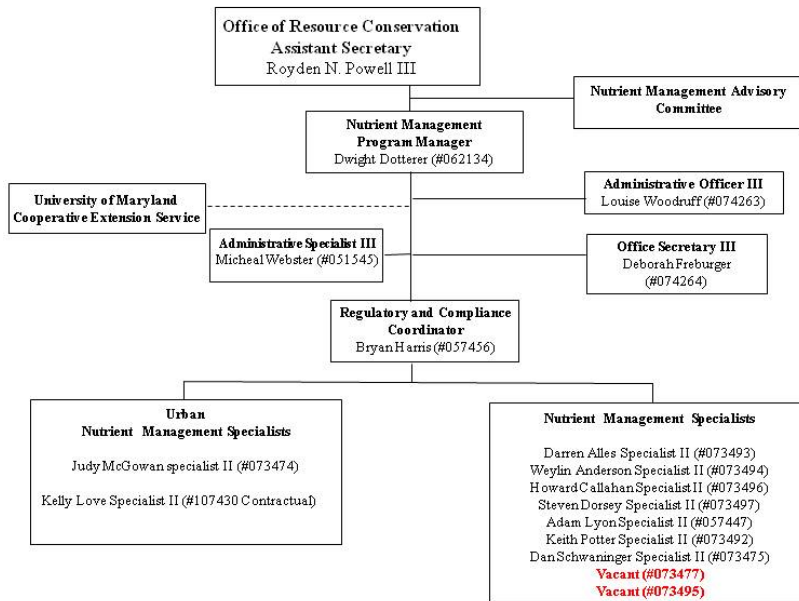 Office of Resource Conservation
Assistant Secretary
Royden N. Powell III
Nutrient Management Advisory
Committee
Nutrient Management
Program Manager
Dwight Dotterer (#062134)
University of Maryland
Cooperative Extension Service
Administrative Officer III
Louise Woodruff (#074263)
Administrative Specialist III
Micheal Webster (#051545)
Office Secretary III
Deborah Freburger
(#074264)
Regulatory and Compliance
Coordinator
Bryan Harris (#057456)
Urban
Nutrient Management Specialists
Judy McGowan specialist II (#073474)
Kelly Love Specialist II (#107430 Contractual)
Nutrient Management Specialists
Darren Alles Specialist II (#073493)
Weylin Anderson Specialist II (#073494)
Howard Callahan Specialist II (#073496)
Steven Dorsey Specialist II (#073497)
Adam Lyon Specialist II (#057447)
Keith Potter Specialist II (#073492)
Dan Schwaninger Specialist II (#073475)
Vacant (#073477)
Vacant (#073495)